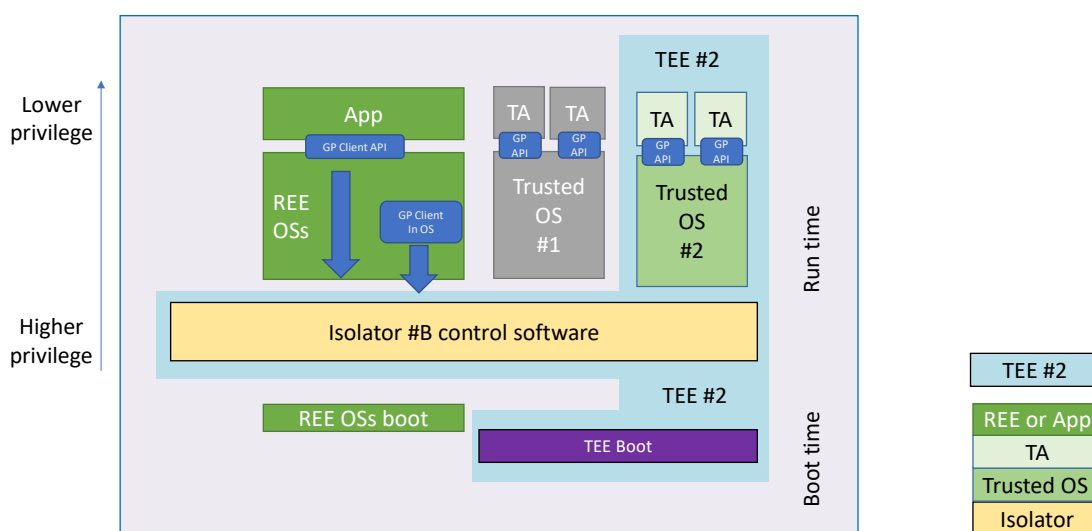 TEE #2
Lower
privilege
App
TA
TA
TA
TA
GP Client API
GP
API
GP
API
GP
API
GP
API
REE
OSs
GP Client
In OS
Trusted
OS
#1
Trusted
OS
#2
Run time
Higher
privilege
Isolator #B control software
TEE #2
REE OSs boot
TEE Boot
Boot time
TEE #2
REE or App
TA
Trusted OS
Isolator